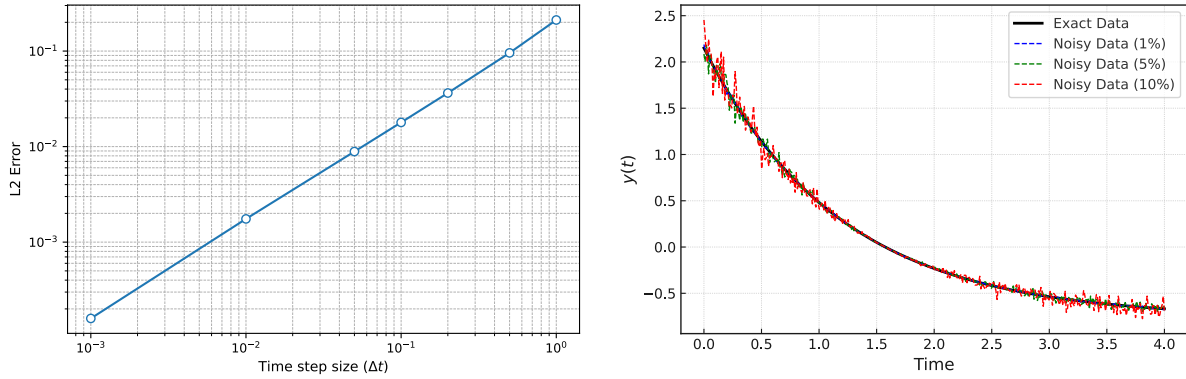 10⁻¹
10⁻²
10⁻³
L2 Error
10⁻³ 10⁻² 10⁻¹ 10⁰
Time step size (Δt)
2.5
2.0
1.5
1.0
0.5
0.0
−0.5
y(t)
Exact Data
Noisy Data (1%)
Noisy Data (5%)
Noisy Data (10%)
0.0 0.5 1.0 1.5 2.0 2.5 3.0 3.5 4.0
Time